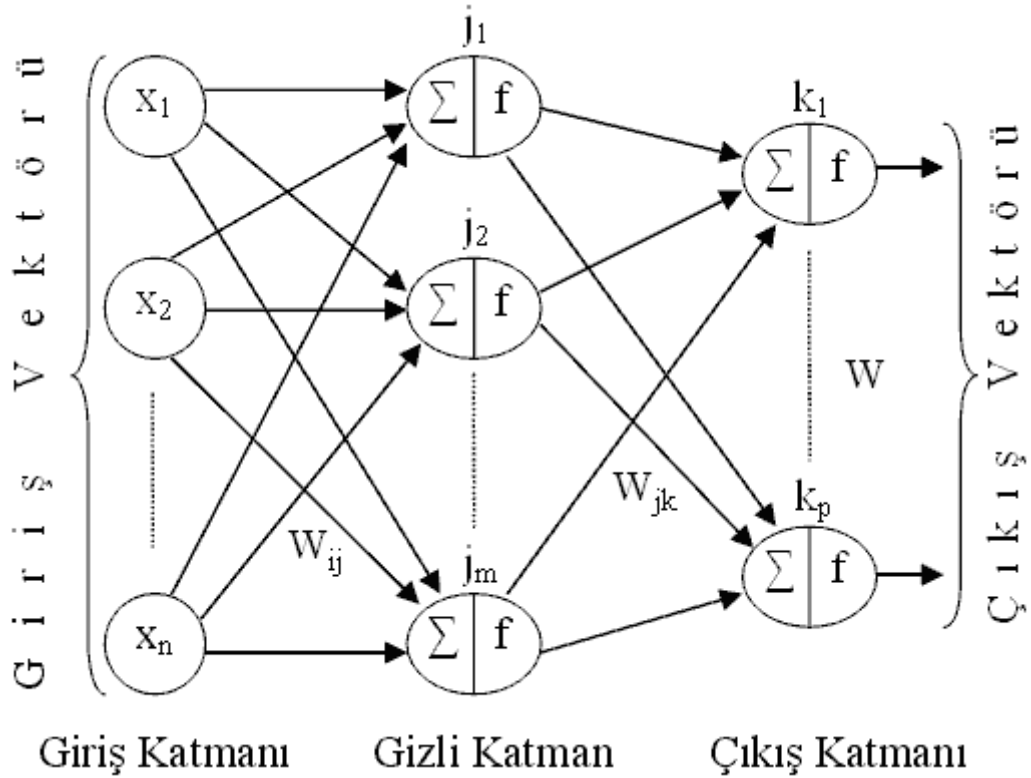 Giriş Vektörü
x₁
x₂
xₙ
Wᵢⱼ
j₁
∑ f
j₂
∑ f
jₘ
∑ f
Wⱼₖ
k₁
∑ f
kₚ
∑ f
W
Çıkış Vektörü
Giriş Katmanı
Gizli Katman
Çıkış Katmanı